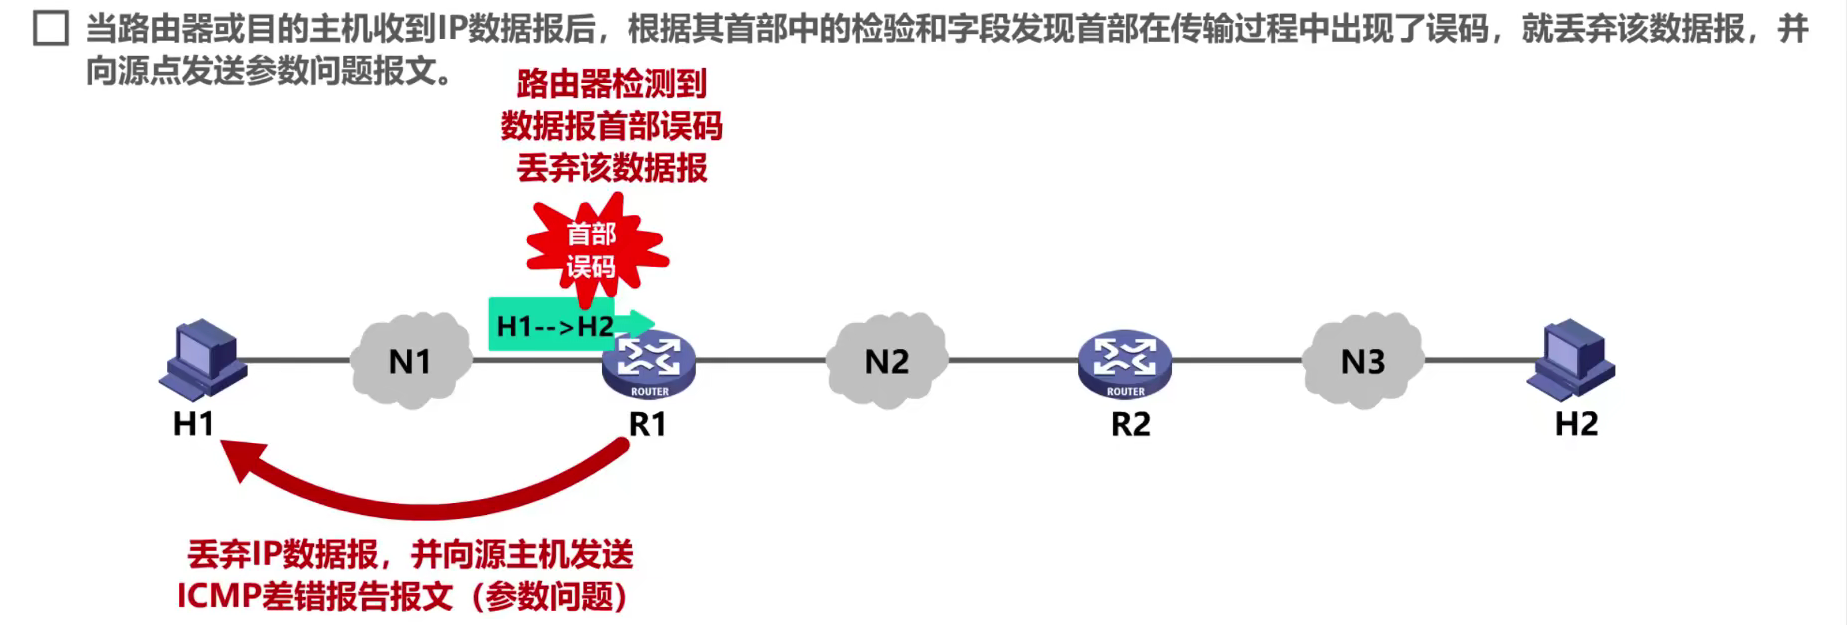 当路由器或目的主机收到IP数据报后，根据其首部中的检验和字段发现首部在传输过程中出现了误码，就丢弃该数据报，并
向源点发送参数问题报文。
路由器检测到
数据报首部误码
丢弃该数据报
首部
误码
H1-->H2
N1
N2
N3
ROUTER
ROUTER
H1
R1
R2
H2
丢弃IP数据报，并向源主机发送
ICMP差错报告报文（参数问题）